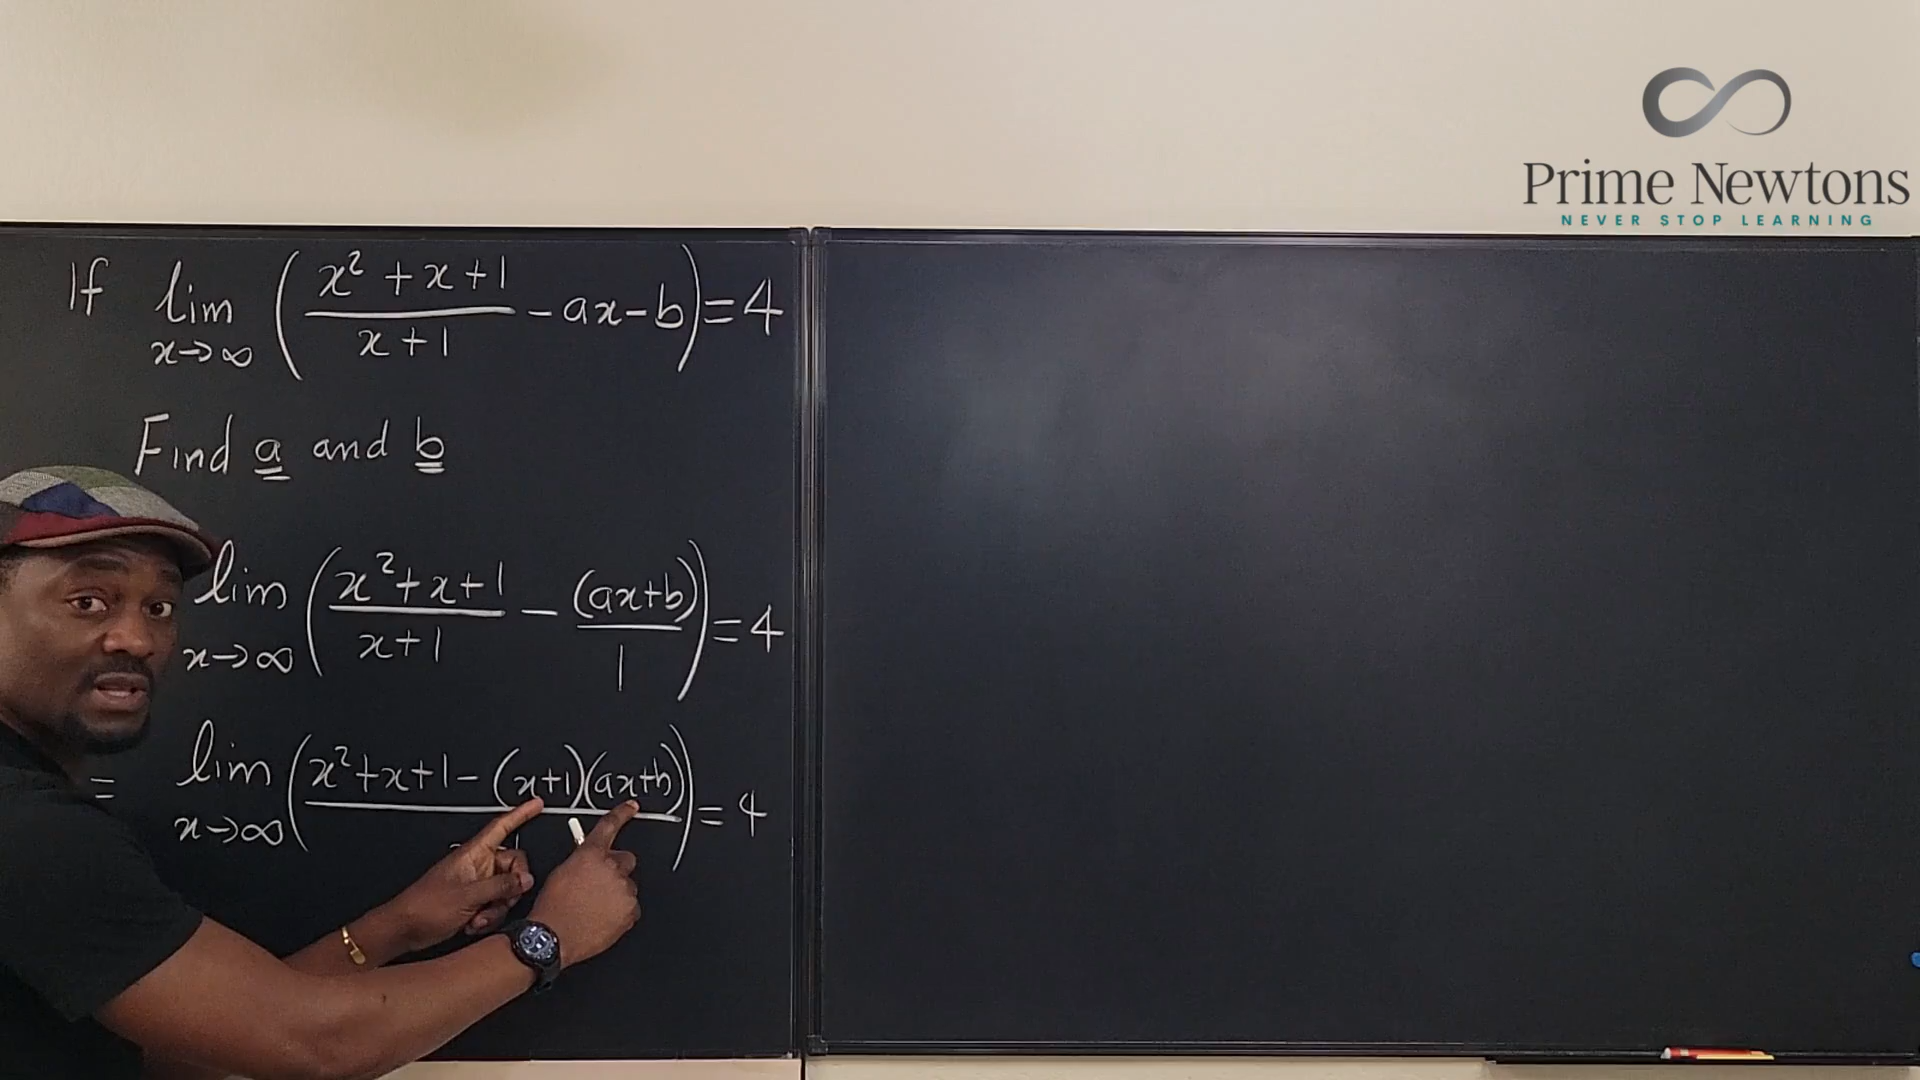 Prime Newtons
NEVER STOP LEARNING
If lim x→∞ ( (x² + x + 1)/(x + 1) - ax - b ) = 4
Find a and b
lim x→∞ ( (x² + x + 1)/(x + 1) - (ax+b)/1 ) = 4
= lim x→∞ ( x² + x + 1 - (x+1)(ax+b) ) = 4